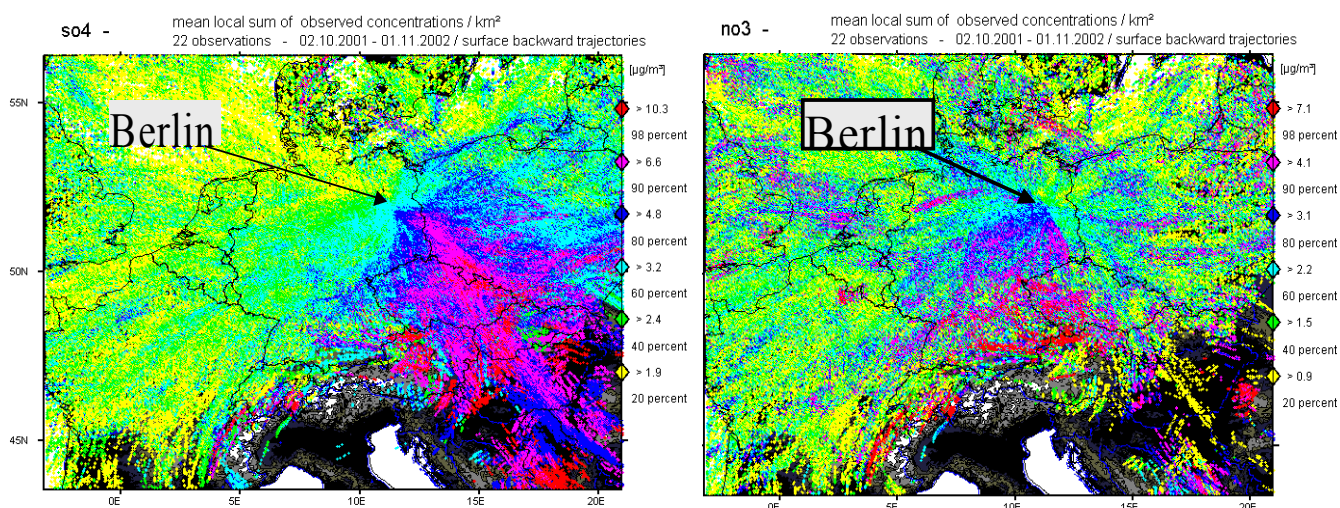 so4 -
mean local sum of observed concentrations / km²
22 observations - 02.10.2001 - 01.11.2002 / surface backward trajectories
[µg/m³]
55N
50N
45N
Berlin
> 10.3
98 percent
> 6.6
90 percent
> 4.8
80 percent
> 3.2
60 percent
> 2.4
40 percent
> 1.9
20 percent
0E
5E
10E
15E
20E
no3 -
mean local sum of observed concentrations / km²
22 observations - 02.10.2001 - 01.11.2002 / surface backward trajectories
[µg/m³]
Berlin
> 7.1
98 percent
> 4.1
90 percent
> 3.1
80 percent
> 2.2
60 percent
> 1.5
40 percent
> 0.9
20 percent
0E
5E
10E
15E
20E